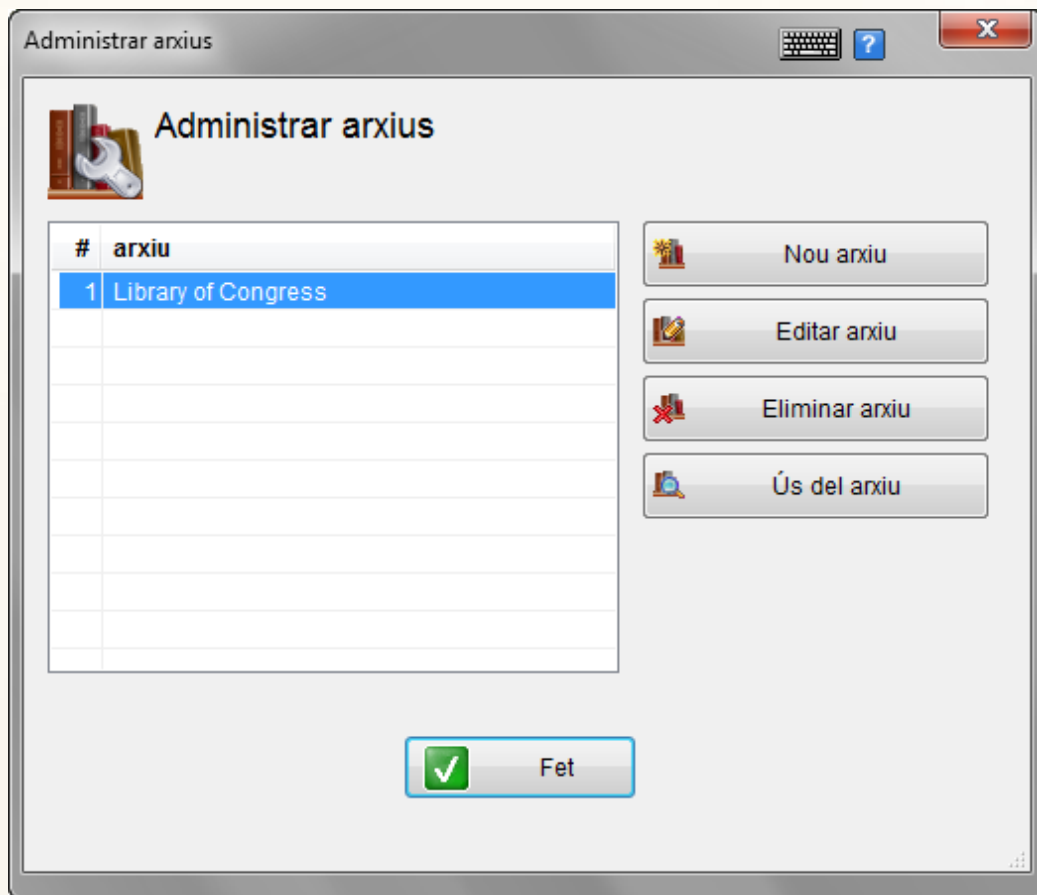 Administrar arxius
Administrar arxius
# arxiu
1 Library of Congress
Nou arxiu
Editar arxiu
Eliminar arxiu
Ús del arxiu
Fet